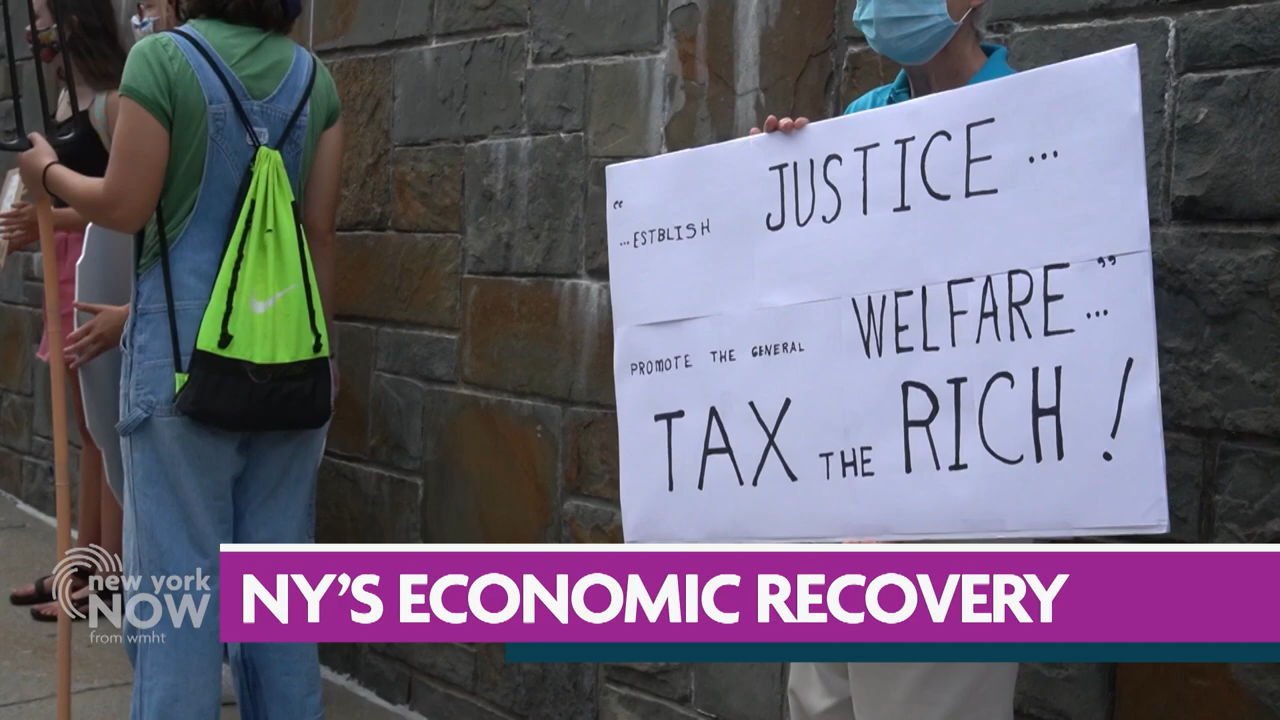 “
...ESTBLISH JUSTICE ...
PROMOTE THE GENERAL WELFARE...”
TAX THE RICH!
new york
NOW
from wmht
NY’S ECONOMIC RECOVERY